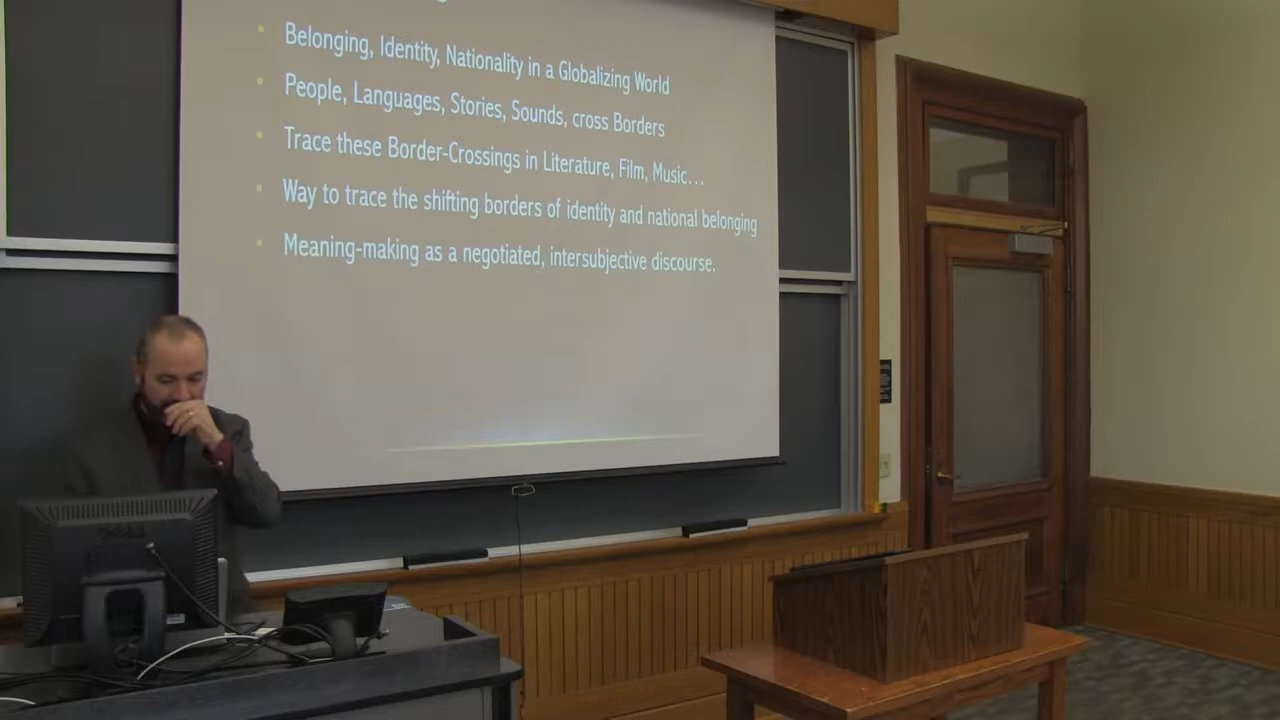 Belonging, Identity, Nationality in a Globalizing World
People, Languages, Stories, Sounds, cross Borders
Trace these Border-Crossings in Literature, Film, Music...
Way to trace the shifting borders of identity and national belonging
Meaning-making as a negotiated, intersubjective discourse.
DELL